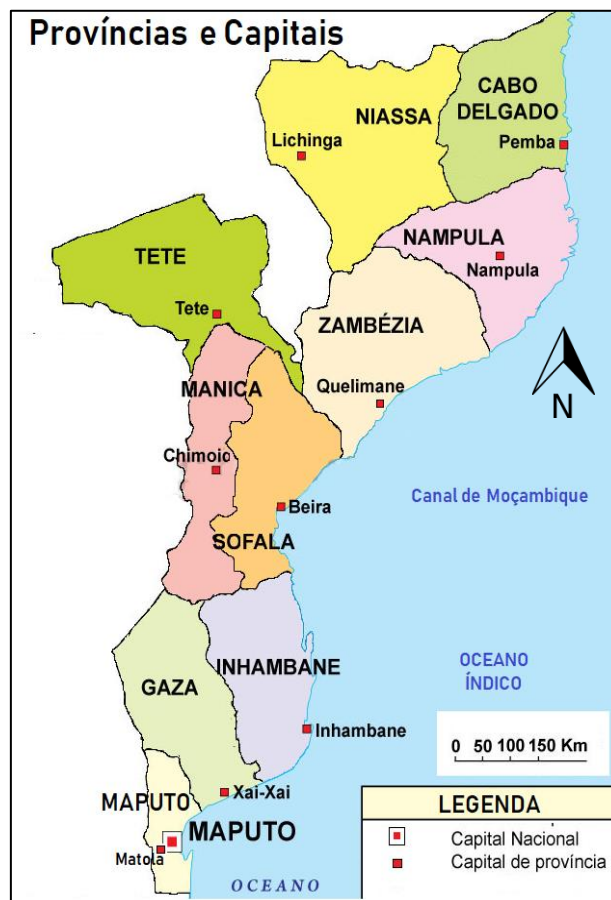 Províncias e Capitais
CABO
DELGADO
NIASSA
Lichinga
Pemba
NAMPULA
Nampula
TETE
Tete
ZAMBÉZIA
MANICA
Quelimane
N
Chimoio
Canal de Moçambique
Beira
SOFALA
OCEANO
ÍNDICO
INHAMBANE
GAZA
Inhambane
0 50 100 150 Km
MAPUTO
Xai-Xai
LEGENDA
MAPUTO
Capital Nacional
Matola
Capital de província
OCEANO